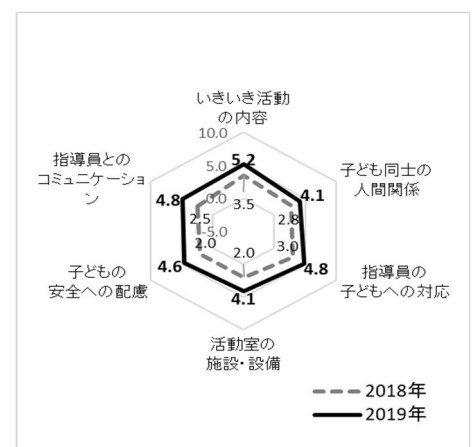 いきいき活動
の内容
10.0
5.0
0.0
-5.0
5.2
3.5
子ども同士の
人間関係
4.1
2.8
指導員の
子どもへの対応
4.8
3.0
活動室の
施設・設備
4.1
2.0
子どもの
安全への配慮
4.6
2.0
指導員との
コミュニケーショ
ン
4.8
2.5
2018年
2019年